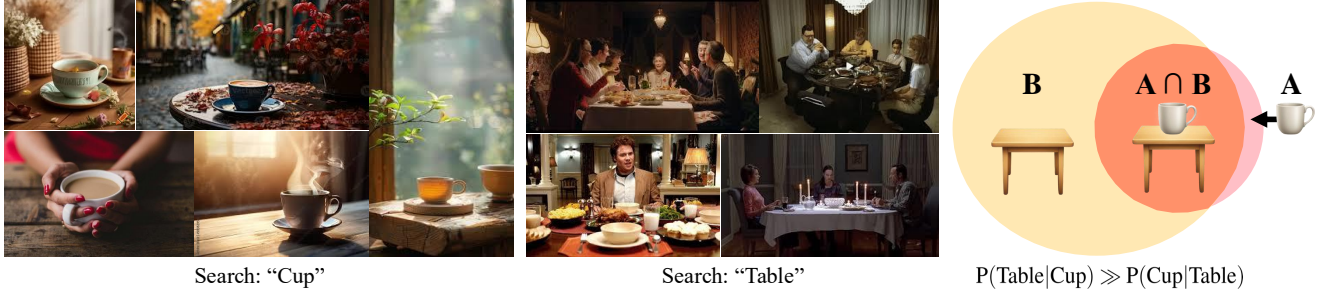 Search: “Cup”
Search: “Table”
B
A ∩ B
A
P(Table|Cup) ≫ P(Cup|Table)